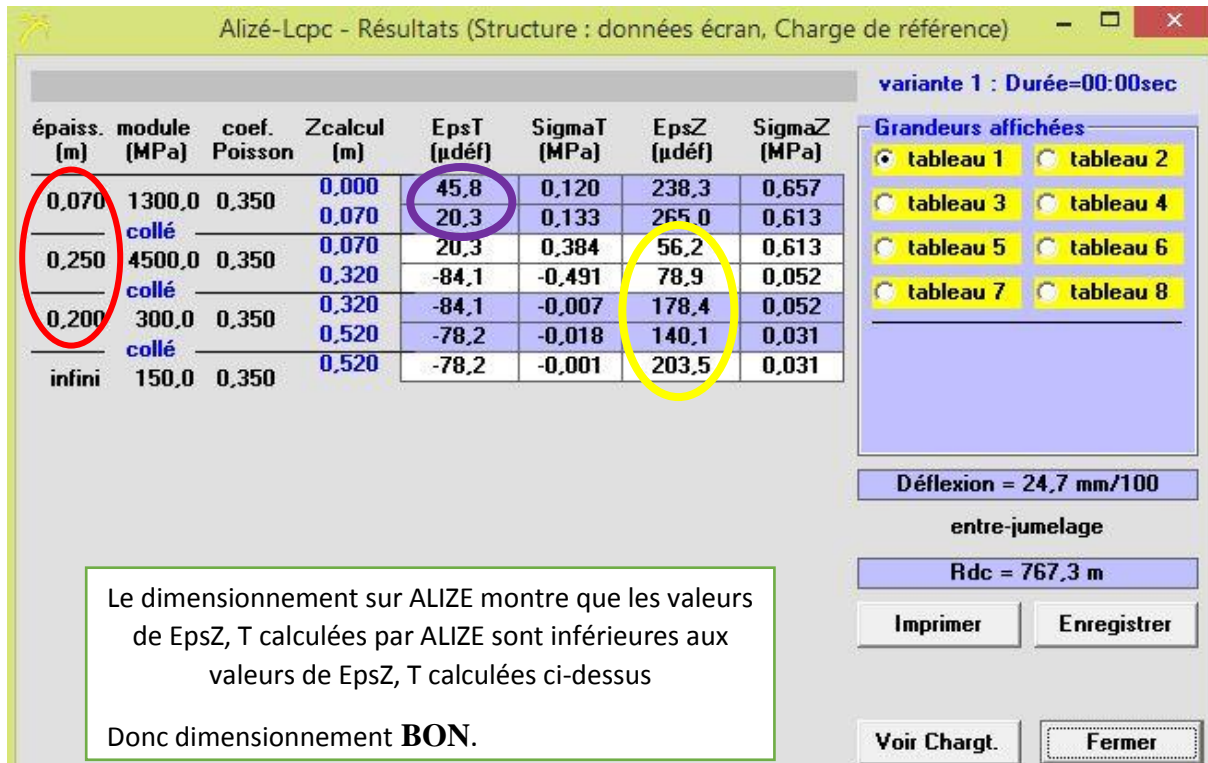 Alizé-Lcpc - Résultats (Structure : données écran, Charge de référence)
variante 1 : Durée=00:00sec
épaiss. module coef. Zcalcul EpsT SigmaT EpsZ SigmaZ
(m) (MPa) Poisson (m) (µdéf) (MPa) (µdéf) (MPa)
0,000 45,8 0,120 238,3 0,657
0,070 1300,0 0,350
0,070 20,3 0,133 265,0 0,613
collé
0,070 20,3 0,384 56,2 0,613
0,250 4500,0 0,350
0,320 -84,1 -0,491 78,9 0,052
collé
0,320 -84,1 -0,007 178,4 0,052
0,200 300,0 0,350
0,520 -78,2 -0,018 140,1 0,031
collé
0,520 -78,2 -0,001 203,5 0,031
infini 150,0 0,350
Grandeurs affichées
tableau 1 tableau 2
tableau 3 tableau 4
tableau 5 tableau 6
tableau 7 tableau 8
Déflexion = 24,7 mm/100
entre-jumelage
Rdc = 767,3 m
Imprimer Enregistrer
Voir Chargt. Fermer
Le dimensionnement sur ALIZE montre que les valeurs
de EpsZ, T calculées par ALIZE sont inférieures aux
valeurs de EpsZ, T calculées ci-dessus
Donc dimensionnement BON.